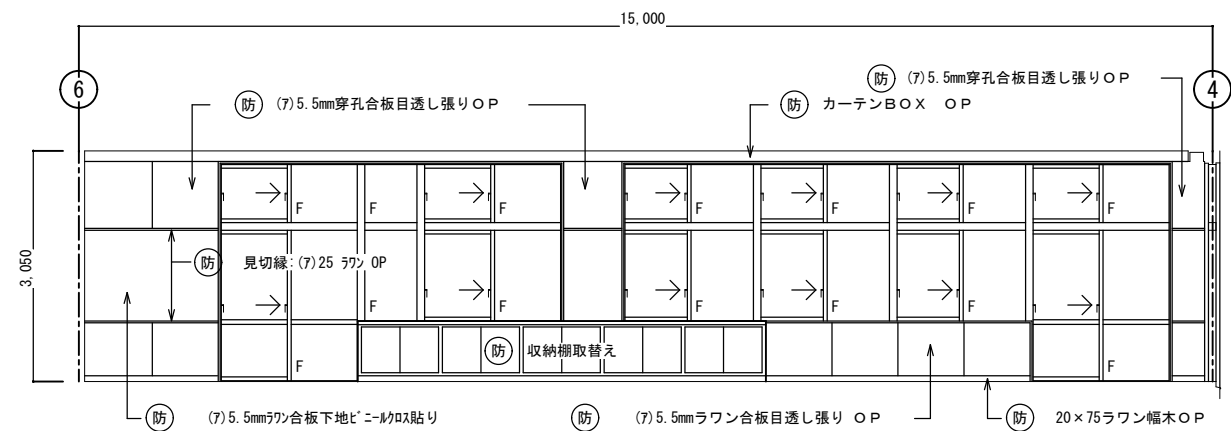 15,000
6
4
防 (ｱ)5.5mm穿孔合板目透し張りOP
防 (ｱ)5.5mm穿孔合板目透し張りOP
防 カーテンBOX OP
3,050
F F F F F F F
防 見切縁:(ｱ)25 ﾗﾜﾝ OP
F F F F F F F
防 収納棚取替え
F F
防 (ｱ)5.5mmﾗﾜﾝ合板下地ﾋﾞﾆｰﾙｸﾛｽ貼り
防 (ｱ)5.5mmラワン合板目透し張り OP
防 20×75ラワン幅木OP